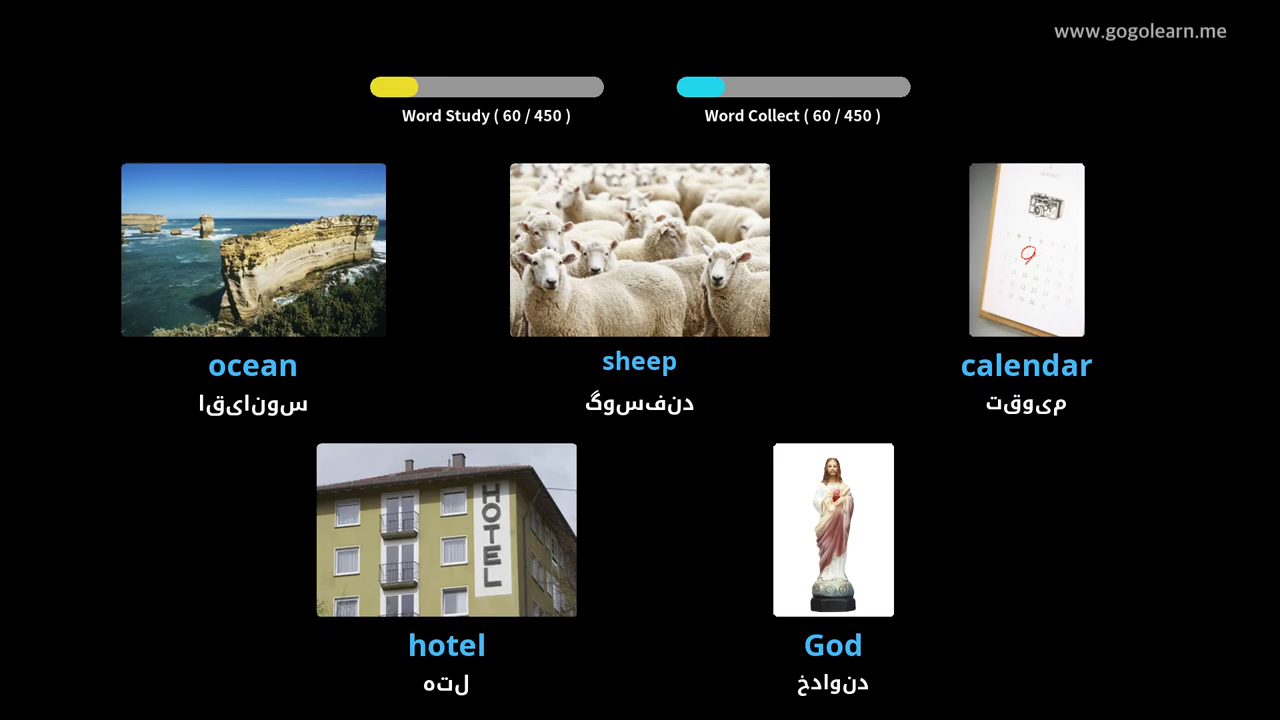 www.gogolearn.me
Word Study ( 60 / 450 )
Word Collect ( 60 / 450 )
ocean
سونایقا
sheep
دنفسوگ
calendar
میوقت
HOTEL
hotel
لته
God
دنوادخ